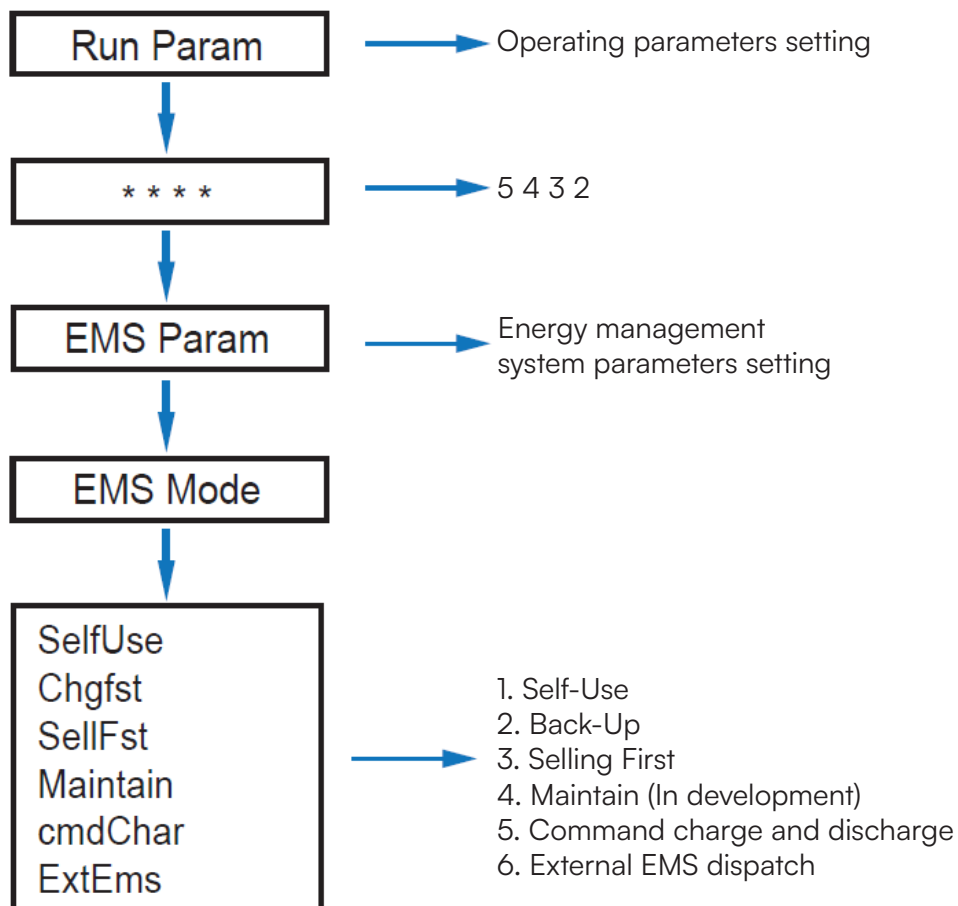 Run Param
Operating parameters setting
* * * *
5 4 3 2
EMS Param
Energy management
system parameters setting
EMS Mode
SelfUse
Chgfst
SellFst
Maintain
cmdChar
ExtEms
1. Self-Use
2. Back-Up
3. Selling First
4. Maintain (In development)
5. Command charge and discharge
6. External EMS dispatch